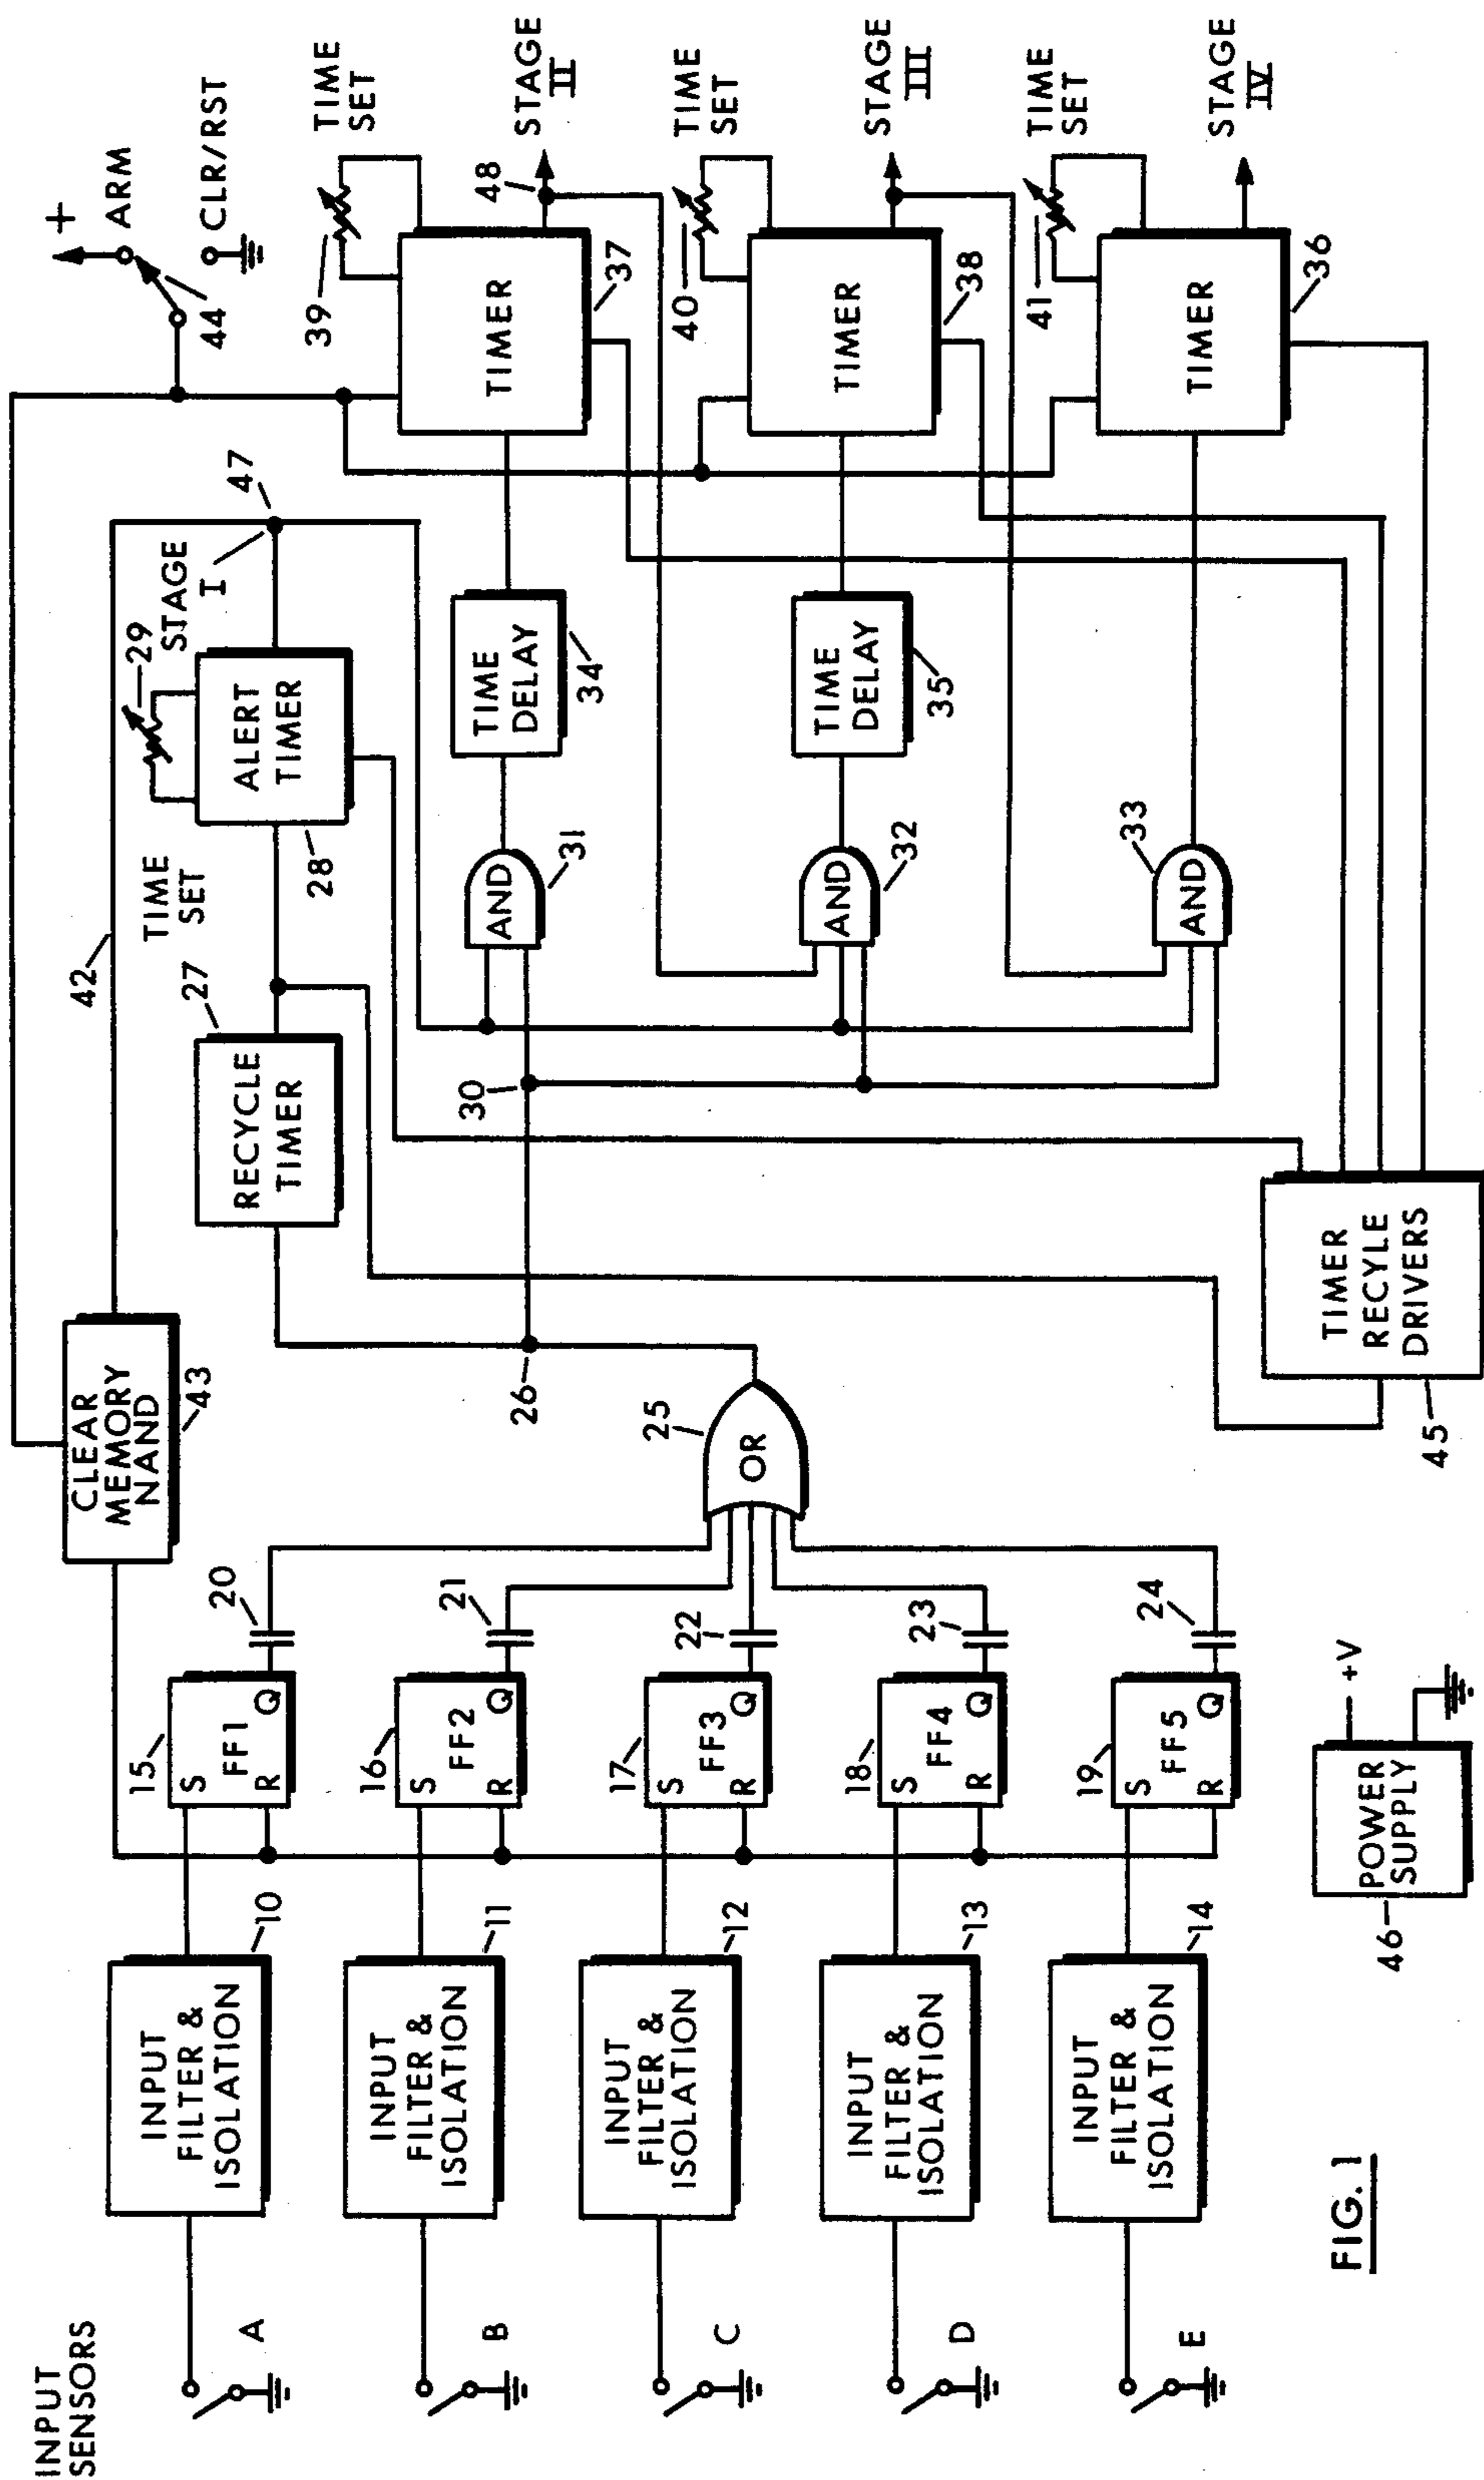 INPUT
SENSORS
A
B
C
D
E
INPUT
FILTER &
ISOLATION
10
INPUT
FILTER &
ISOLATION
11
INPUT
FILTER &
ISOLATION
12
INPUT
FILTER &
ISOLATION
13
INPUT
FILTER &
ISOLATION
14
15
S
FF1
R
Q
16
S
FF2
R
Q
17
S
FF3
R
Q
18
S
FF4
R
Q
19
S
FF5
R
Q
20
21
22
23
24
CLEAR
MEMORY
NAND
43
42
25
OR
26
27
RECYCLE
TIMER
TIME
SET
28
ALERT
TIMER
29
STAGE
I
47
30
AND
31
AND
32
AND
33
TIME
DELAY
34
TIME
DELAY
35
+
ARM
CLR/RST
44
TIMER
37
39
TIME
SET
48
STAGE
II
TIMER
38
40
TIME
SET
STAGE
III
TIMER
36
41
TIME
SET
STAGE
IV
TIMER
RECYLE
DRIVERS
45
POWER
SUPPLY
46
+V
FIG. 1